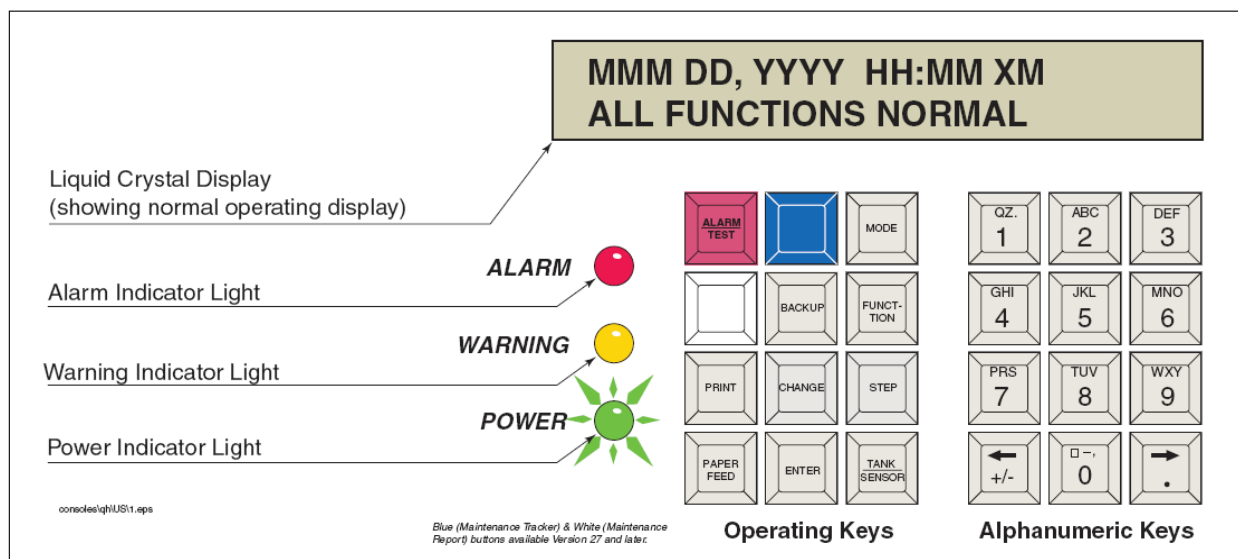 MMM DD, YYYY HH:MM XM
ALL FUNCTIONS NORMAL
Liquid Crystal Display
(showing normal operating display)
ALARM
Alarm Indicator Light
WARNING
Warning Indicator Light
POWER
Power Indicator Light
consoles\qh\US\1.eps
Blue (Maintenance Tracker) & White (Maintenance
Report) buttons available Version 27 and later.
ALARM
TEST
MODE
BACKUP
FUNCT-
TION
PRINT
CHANGE
STEP
PAPER
FEED
ENTER
TANK
SENSOR
Operating Keys
QZ.
1
ABC
2
DEF
3
GHI
4
JKL
5
MNO
6
PRS
7
TUV
8
WXY
9
←
+/-
□–,
0
→
.
Alphanumeric Keys